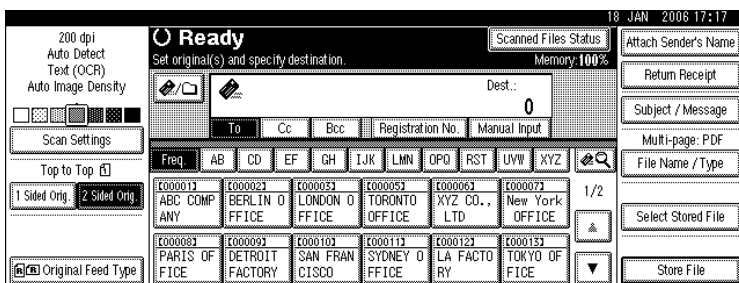 18 JAN 2006 17:17
200 dpi
Auto Detect
Text (OCR)
Auto Image Density
Scan Settings
Top to Top
1 Sided Orig.
2 Sided Orig.
Original Feed Type
Ready
Scanned Files Status
Set original(s) and specify destination.
Memory:100%
Dest.:
0
To
Cc
Bcc
Registration No.
Manual Input
Freq.
AB
CD
EF
GH
IJK
LMN
OPQ
RST
UVW
XYZ
[00001]
ABC COMP
ANY
[00002]
BERLIN O
FFICE
[00003]
LONDON O
FFICE
[00005]
TORONTO
OFFICE
[00006]
XYZ CO.,
LTD
[00007]
New York
OFFICE
1/2
[00008]
PARIS OF
FICE
[00009]
DETROIT
FACTORY
[00010]
SAN FRAN
CISCO
[00011]
SYDNEY O
FFICE
[00012]
LA FACTO
RY
[00013]
TOKYO OF
FICE
Attach Sender's Name
Return Receipt
Subject / Message
Multi-page: PDF
File Name / Type
Select Stored File
Store File